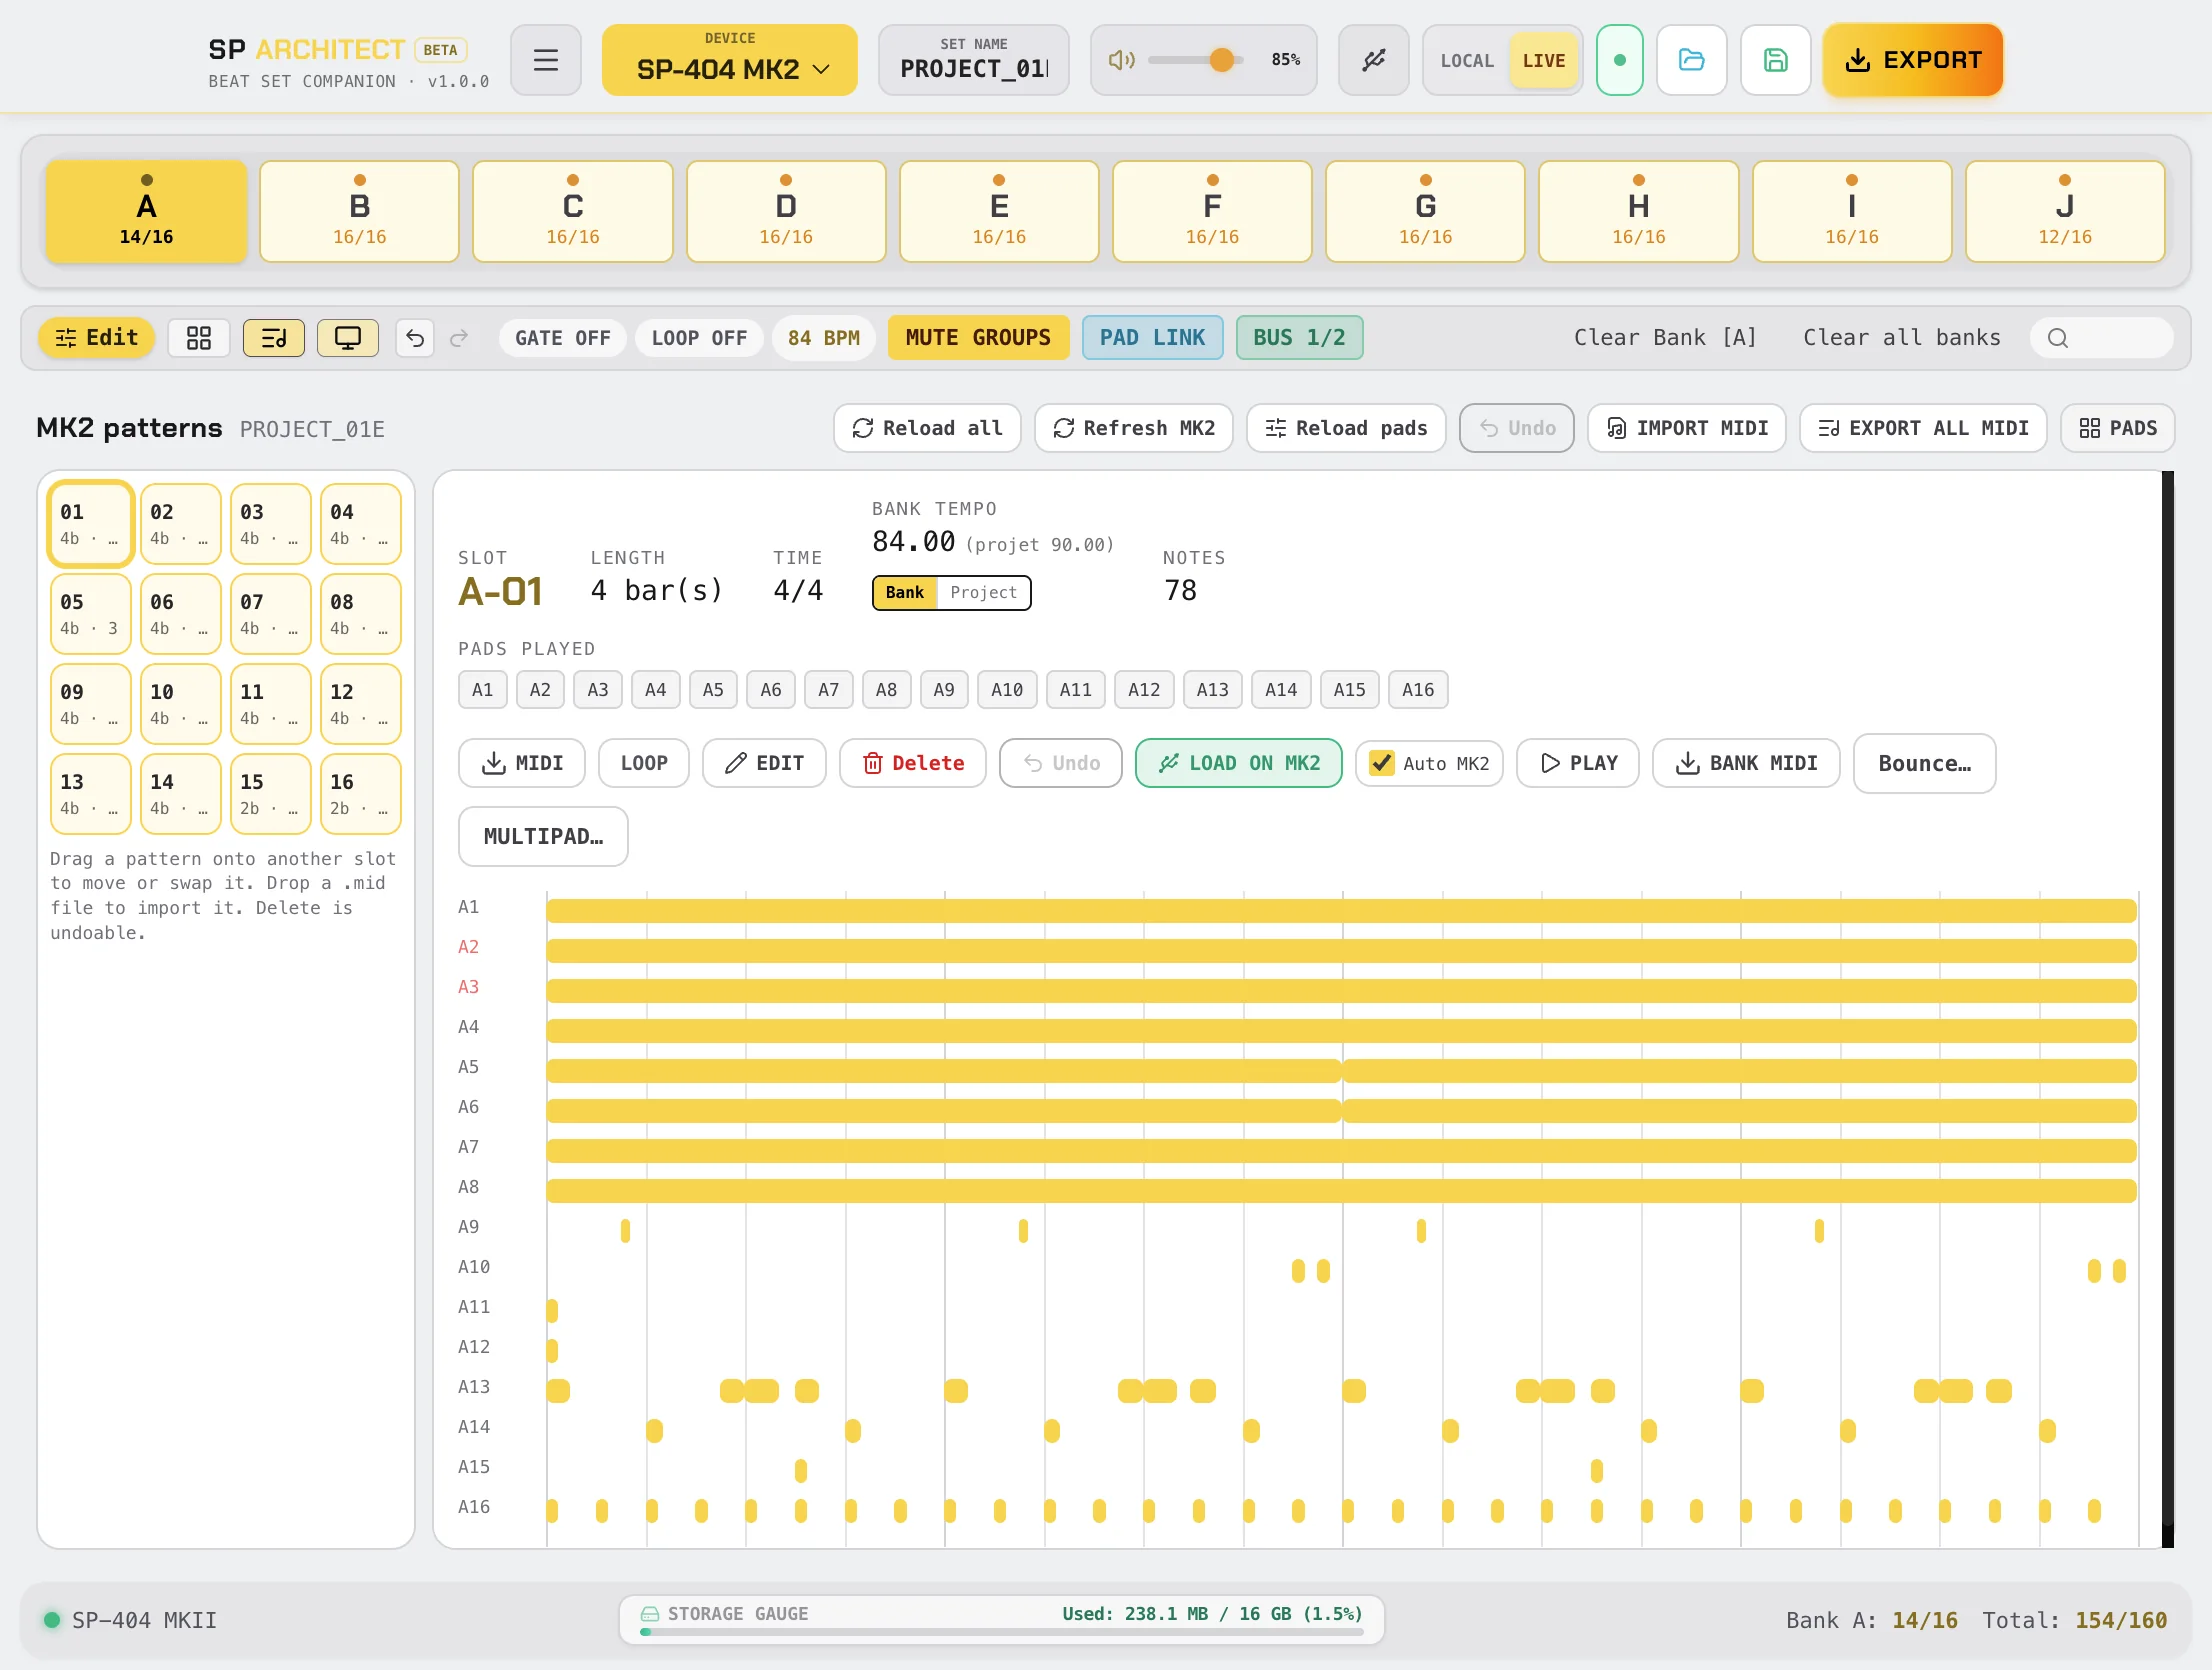 SP ARCHITECT BETA
BEAT SET COMPANION · v1.0.0
DEVICE
SP-404 MK2
SET NAME
PROJECT_01
85%
LOCAL LIVE
EXPORT
A B C D E F G H I J
14/16 16/16 16/16 16/16 16/16 16/16 16/16 16/16 16/16 12/16
Edit GATE OFF LOOP OFF 84 BPM MUTE GROUPS PAD LINK BUS 1/2 Clear Bank [A] Clear all banks
MK2 patterns PROJECT_01E Reload all Refresh MK2 Reload pads Undo IMPORT MIDI EXPORT ALL MIDI PADS
01 02 03 04
4b · … 4b · … 4b · … 4b · …
05 06 07 08
4b · 3 4b · … 4b · … 4b · …
09 10 11 12
4b · … 4b · … 4b · … 4b · …
13 14 15 16
4b · … 4b · … 2b · … 2b · …
Drag a pattern onto another slot
to move or swap it. Drop a .mid
file to import it. Delete is
undoable.
SLOT
A-01
LENGTH
4 bar(s)
TIME
4/4
BANK TEMPO
84.00 (projet 90.00)
Bank Project
NOTES
78
PADS PLAYED
A1 A2 A3 A4 A5 A6 A7 A8 A9 A10 A11 A12 A13 A14 A15 A16
MIDI LOOP EDIT Delete Undo LOAD ON MK2 Auto MK2 PLAY BANK MIDI Bounce…
MULTIPAD…
A1
A2
A3
A4
A5
A6
A7
A8
A9
A10
A11
A12
A13
A14
A15
A16
SP-404 MKII
STORAGE GAUGE Used: 238.1 MB / 16 GB (1.5%)
Bank A: 14/16 Total: 154/160